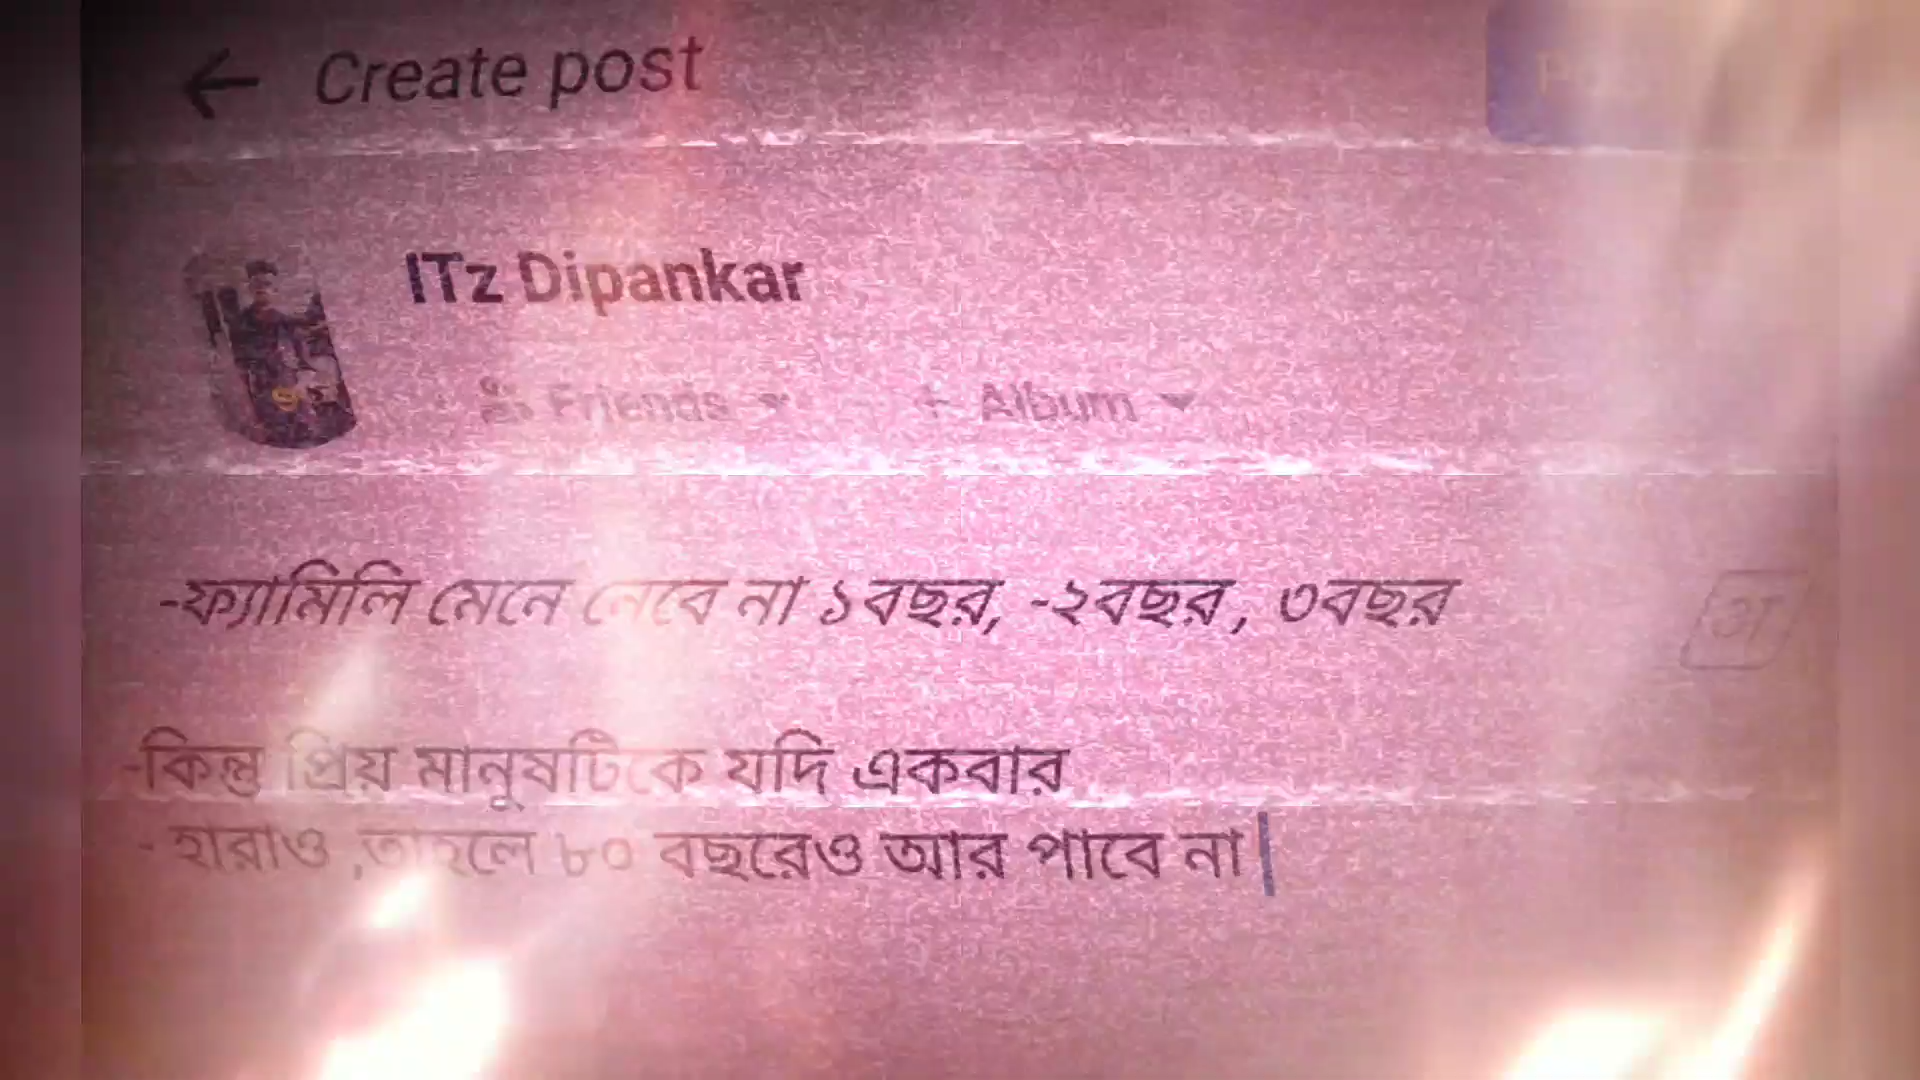 ← Create post
ITz Dipankar
Friends
+ Album
-ফ্যামিলি মেনে নেবে না ১বছর, -২বছর, ৩বছর
-কিন্তু প্রিয় মানুষটিকে যদি একবার
- হারাও ,তাহলে ৮০ বছরেও আর পাবে না